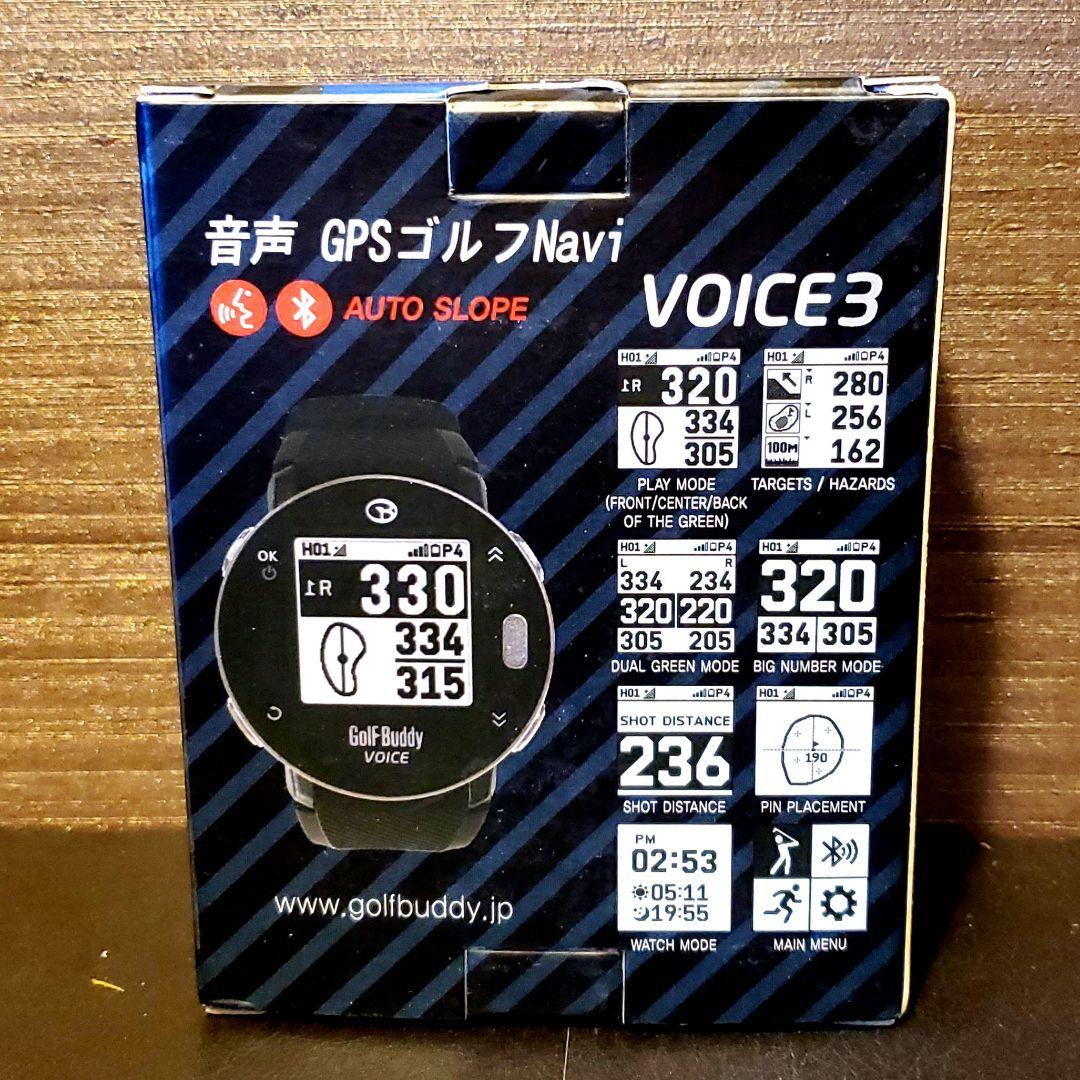 音声 GPSゴルフNavi
AUTO SLOPE
VOICE3
H01 P4
1R 320
334
305
PLAY MODE
(FRONT/CENTER/BACK
OF THE GREEN)
H01 P4
R 280
L 256
100M 162
TARGETS / HAZARDS
H01 P4
L R
334 234
320 220
305 205
DUAL GREEN MODE
H01 P4
320
334 305
BIG NUMBER MODE
H01 P4
SHOT DISTANCE
236
SHOT DISTANCE
H01 P4
190
PIN PLACEMENT
PM
02:53
05:11
19:55
WATCH MODE
MAIN MENU
OK
H01 P4
1R 330
334
315
GolfBuddy
VOICE
www.golfbuddy.jp